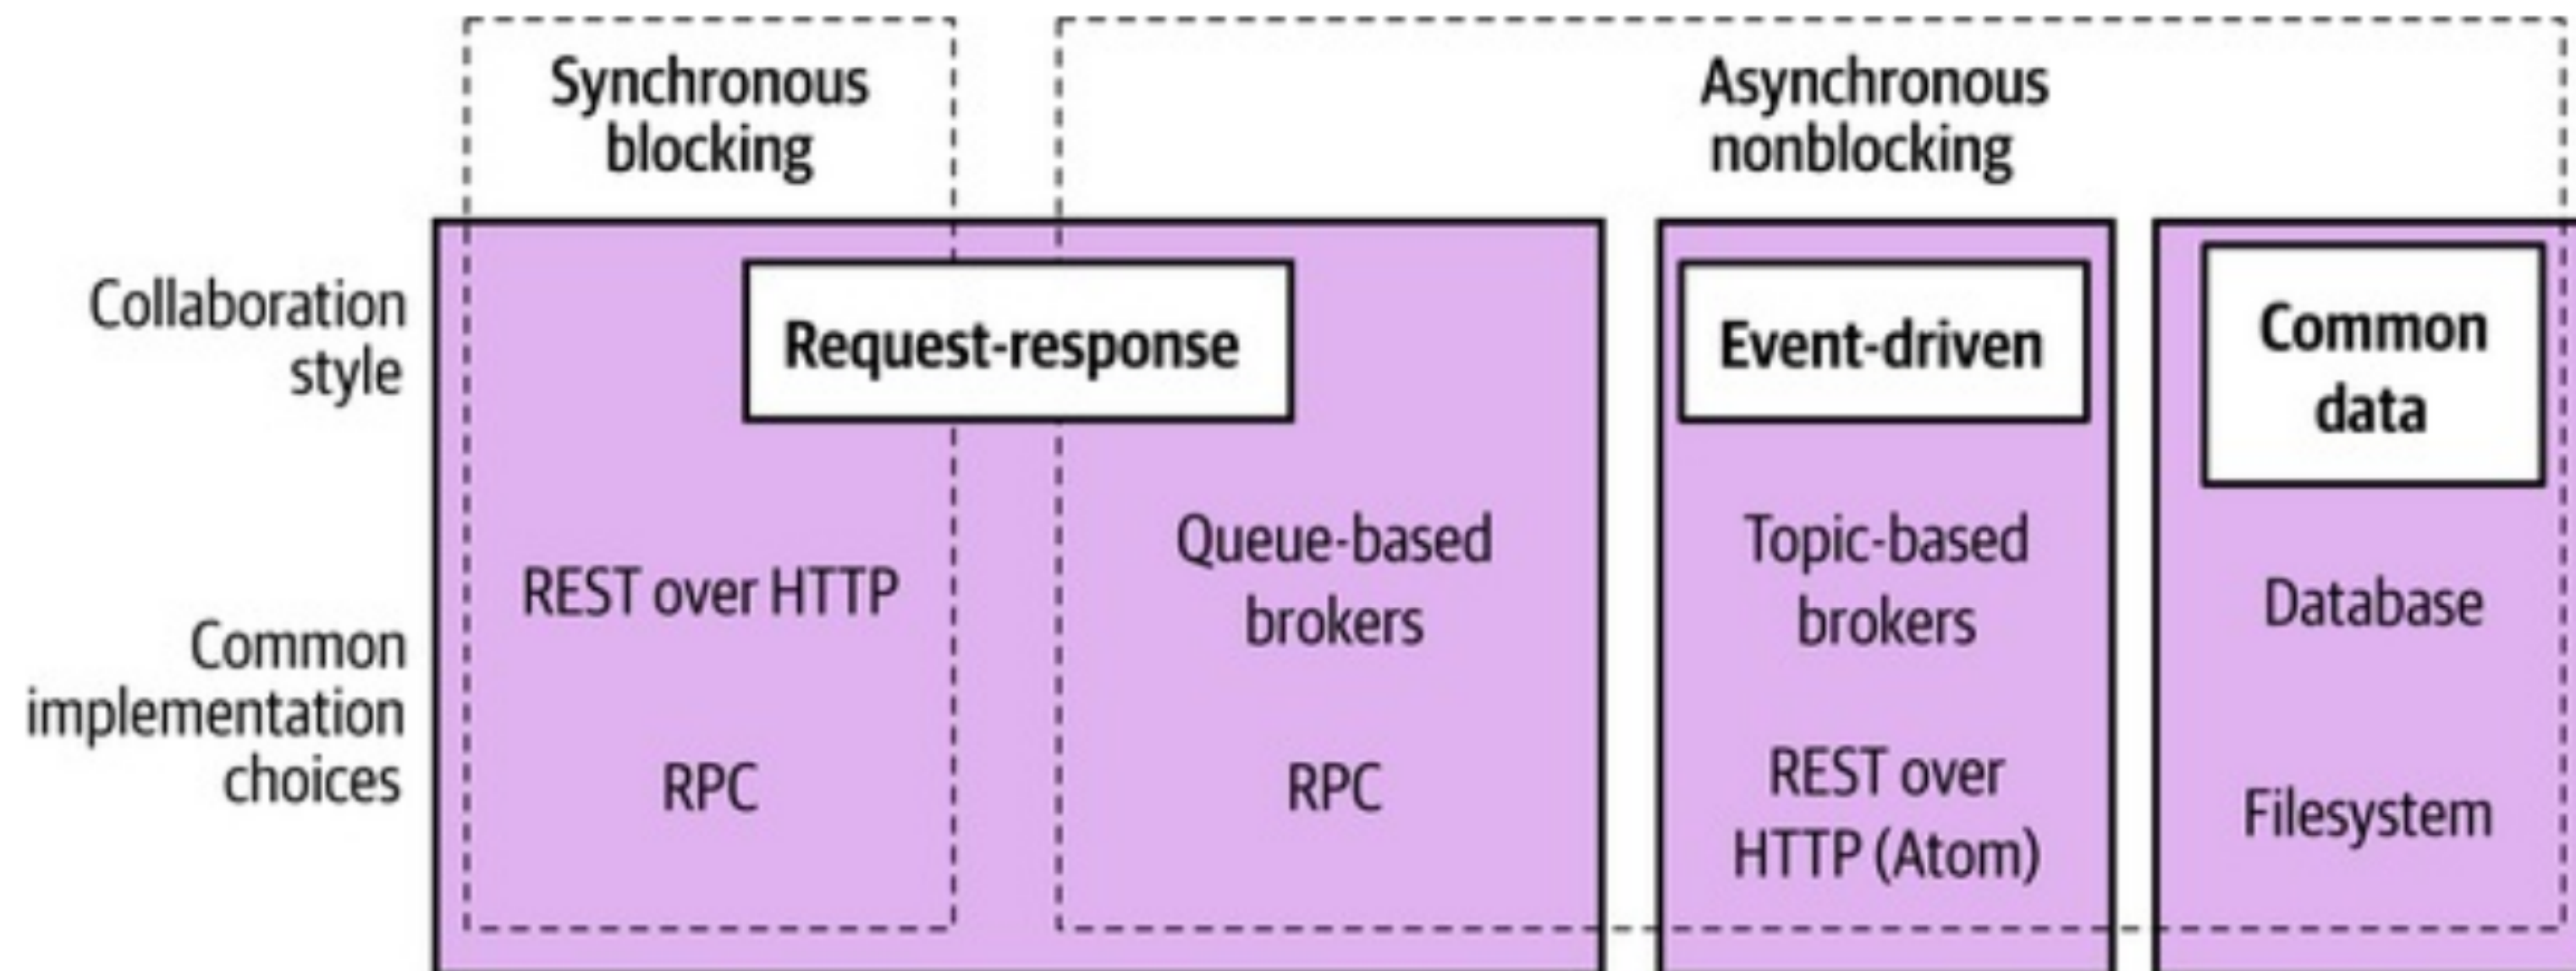 Synchronous
blocking
Asynchronous
nonblocking
Collaboration
style
Request-response
Event-driven
Common
data
Common
implementation
choices
REST over HTTP
RPC
Queue-based
brokers
RPC
Topic-based
brokers
REST over
HTTP (Atom)
Database
Filesystem